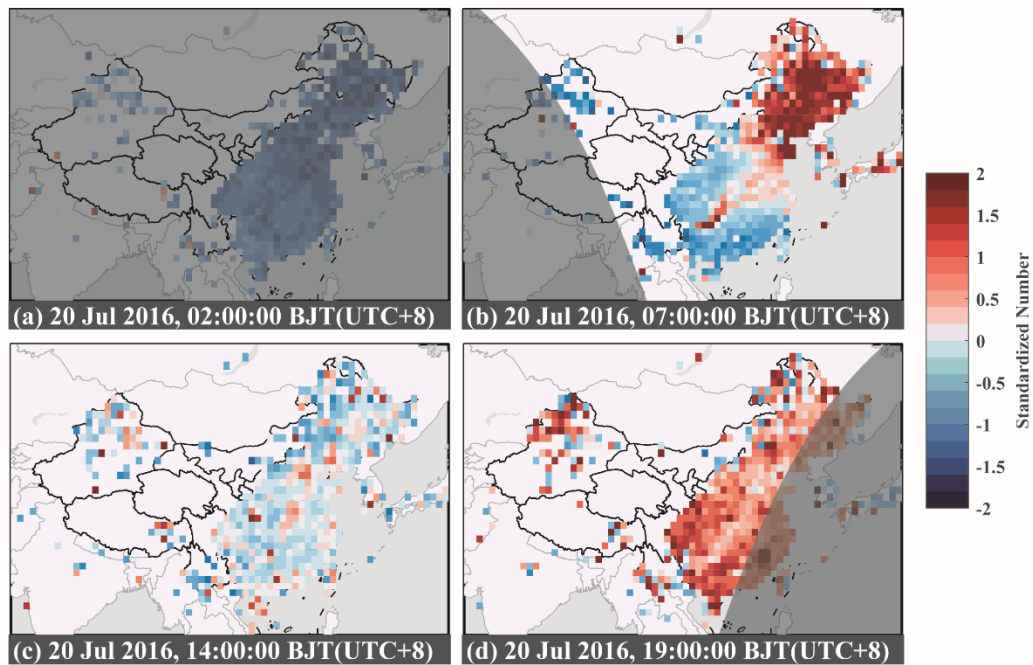 (a) 20 Jul 2016, 02:00:00 BJT(UTC+8)
(b) 20 Jul 2016, 07:00:00 BJT(UTC+8)
(c) 20 Jul 2016, 14:00:00 BJT(UTC+8)
(d) 20 Jul 2016, 19:00:00 BJT(UTC+8)
2
1.5
1
0.5
0
-0.5
-1
-1.5
-2
Standardized Number